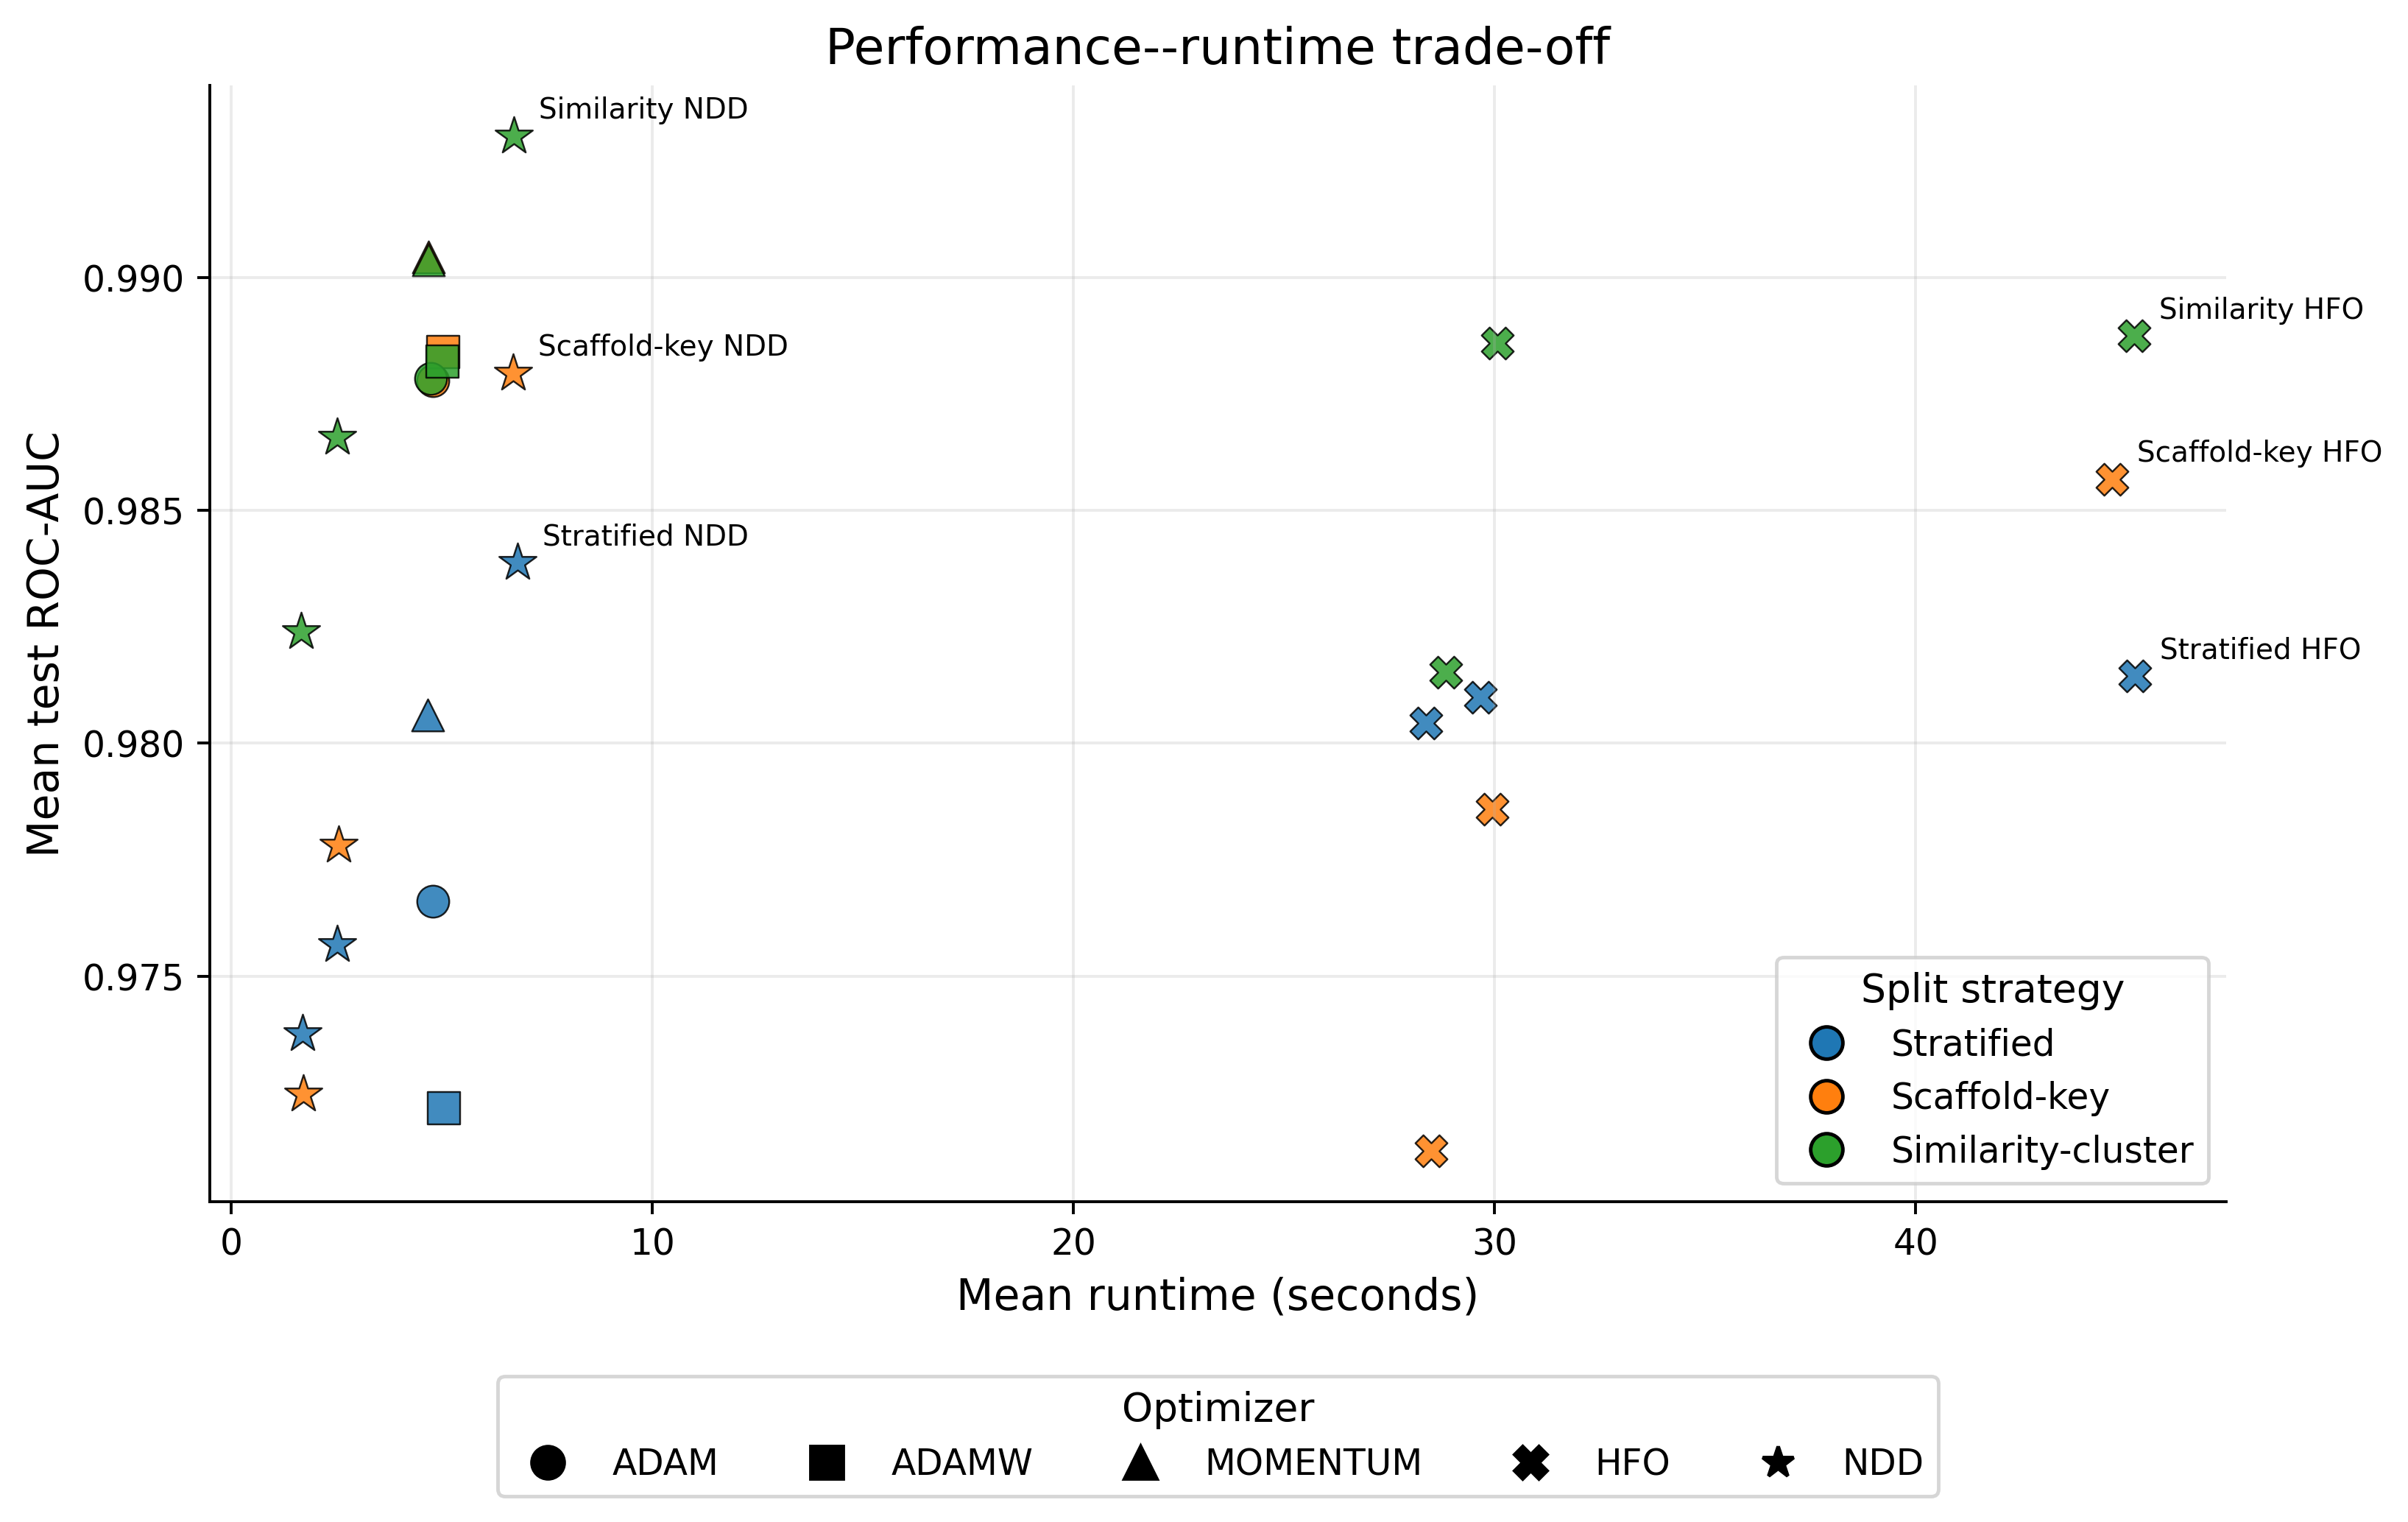 Performance--runtime trade-off
Similarity NDD
Scaffold-key NDD
Stratified NDD
Similarity HFO
Scaffold-key HFO
Stratified HFO
Mean test ROC-AUC
0.990
0.985
0.980
0.975
0 10 20 30 40
Mean runtime (seconds)
Split strategy
Stratified
Scaffold-key
Similarity-cluster
Optimizer
ADAM ADAMW MOMENTUM HFO NDD